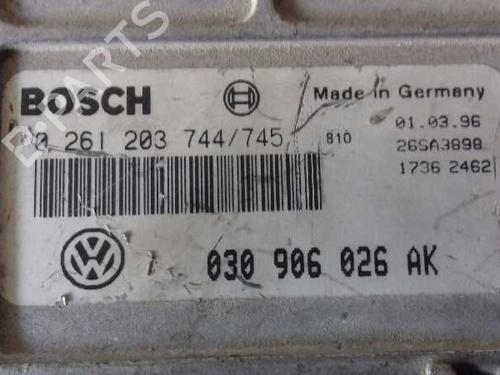 BOSCH
Made in Germany
0 261 203 744/745 810
01.03.96
26SA3898
1736 2462
VW
030 906 026 AK